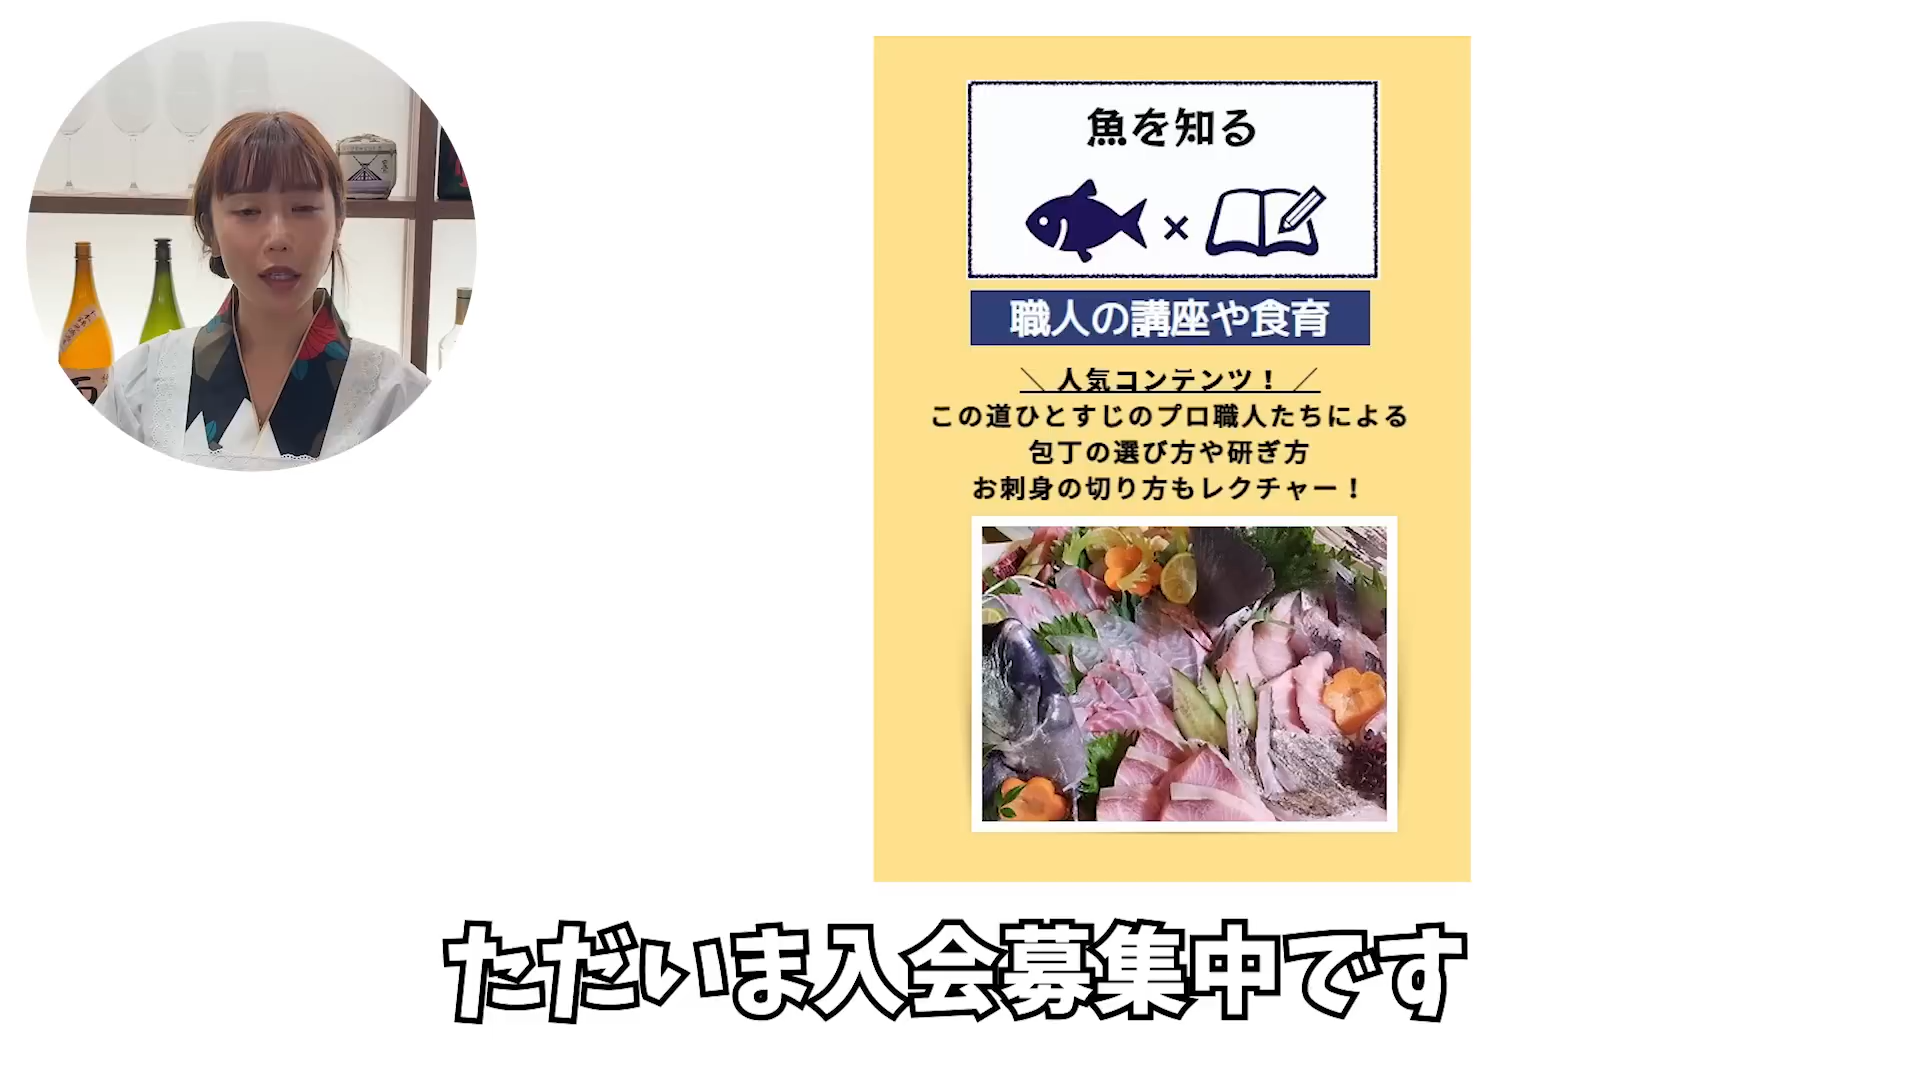 魚を知る
×
職人の講座や食育
＼ 人気コンテンツ！ ／
この道ひとすじのプロ職人たちによる
包丁の選び方や研ぎ方
お刺身の切り方もレクチャー！
ただいま入会募集中です